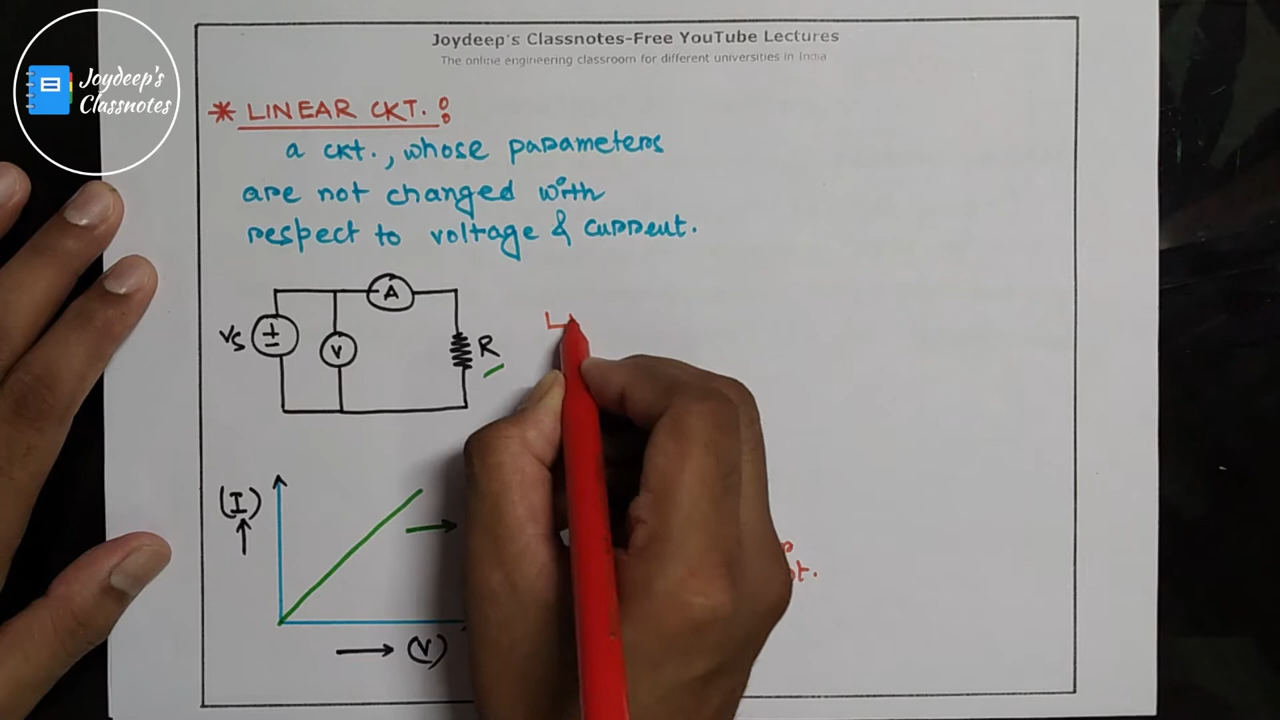 Joydeep's Classnotes-Free YouTube Lectures
The online engineering classroom for different universities in India
Joydeep's
Classnotes
* LINEAR CKT. :
a ckt., whose parameters
are not changed with
respect to voltage & current.
A
Vs
V
R
(I)
(V)